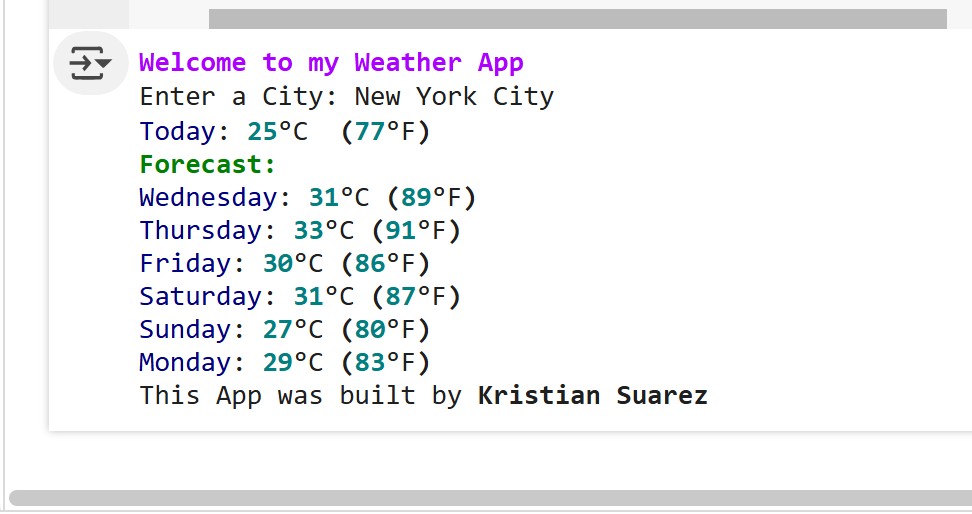 Welcome to my Weather App
Enter a City: New York City
Today: 25°C  (77°F)
Forecast:
Wednesday: 31°C (89°F)
Thursday: 33°C (91°F)
Friday: 30°C (86°F)
Saturday: 31°C (87°F)
Sunday: 27°C (80°F)
Monday: 29°C (83°F)
This App was built by Kristian Suarez